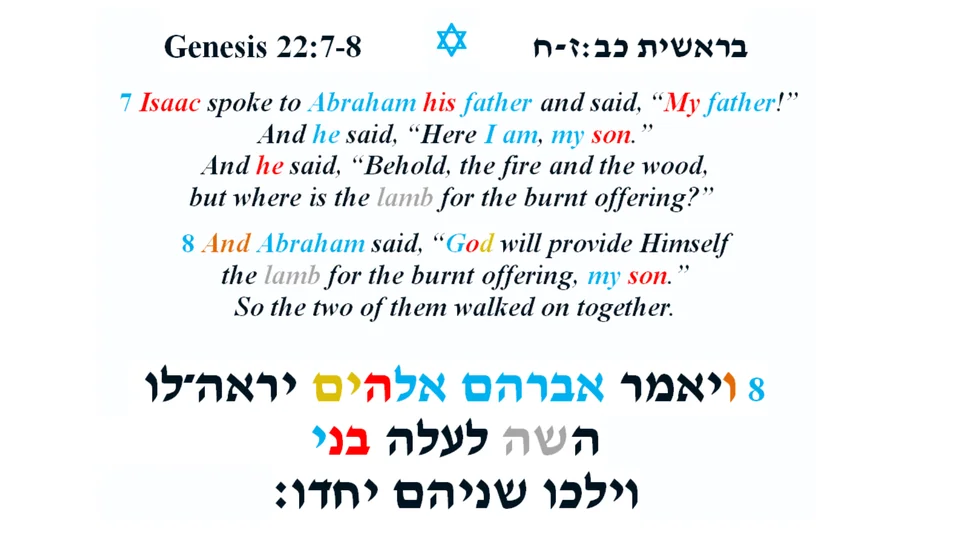 Genesis 22:7-8
בראשית כב:ז-ח
7 Isaac spoke to Abraham his father and said, “My father!”
And he said, “Here I am, my son.”
And he said, “Behold, the fire and the wood,
but where is the lamb for the burnt offering?”
8 And Abraham said, “God will provide Himself
the lamb for the burnt offering, my son.”
So the two of them walked on together.
8 ויאמר אברהם אלהים יראה־לו
השה לעלה בני
וילכו שניהם יחדו׃